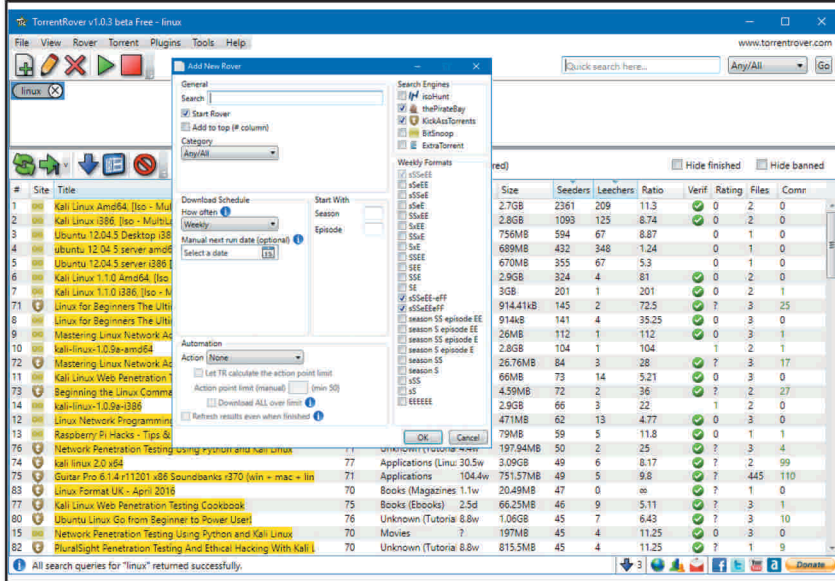 TorrentRover v1.0.3 beta Free - linux
File View Rover Torrent Plugins Tools Help www.torrentrover.com
Quick search here... Any/All Go
linux
Add New Rover
General
Search
Start Rover
Add to top (# column)
Category
Any/All
Search Engines
isoHunt
thePirateBay
KickAssTorrents
BitSnoop
ExtraTorrent
Weekly Formats
sSSeEE
sSeEE
sSSeE
sSeE
SSxEE
SxEE
SSxE
SxE
SSEE
SEE
SSE
SE
sSSeEE-eFF
sSSeEEeFF
season SS episode EE
season S episode EE
season SS episode E
season S episode E
season SS
season S
sSS
sS
EEEEEE
Download Schedule
How often
Weekly
Manual next run date (optional)
Select a date 15
Start With
Season
Episode
Automation
Action None
Let TR calculate the action point limit
Action point limit (manual) (min 50)
Download ALL over limit
Refresh results even when finished
OK Cancel
red) Hide finished Hide banned
# Site Title Size Seeders Leechers Ratio Verif Rating Files Comr
1 Kali Linux Amd64, [Iso - Mul 2.7GB 2361 209 11.3 0 2 0
2 Kali Linux i386, [Iso - MultiL 2.8GB 1093 125 8.74 0 2 0
3 Ubuntu 12.04.5 Desktop i38 756MB 594 67 8.87 0 1 0
4 ubuntu 12 04 5 server amd6 689MB 432 348 1.24 0 1 0
5 Ubuntu 12.04.5 server i386 [ 670MB 355 67 5.3 0 1 0
6 Kali Linux 1.1.0 Amd64, [Iso 2.9GB 324 4 81 0 2 0
7 Kali Linux 1.1.0 i386, [Iso - M 3GB 201 1 201 0 2 1
71 Linux for Beginners The Ulti 914.41kB 145 2 72.5 ? 3 25
8 Linux for Beginners The Ulti 914kB 141 4 35.25 0 3 0
9 Mastering Linux Network Ac 26MB 112 1 112 0 3 1
10 kali-linux-1.0.9a-amd64 2.8GB 104 1 104 1 2 1
72 Mastering Linux Network Ac 26.76MB 84 3 28 ? 3 17
11 Kali Linux Web Penetration T 66MB 73 14 5.21 0 3 0
73 Beginning the Linux Comma 4.59MB 72 2 36 ? 2 27
14 kali-linux-1.0.9a-i386 2.9GB 66 3 22 1 2 0
12 Linux Network Programming 471MB 62 13 4.77 0 3 0
13 Raspberry Pi Hacks - Tips & 79MB 59 5 11.8 0 1 1
76 Network Penetration Testing Using Python and Kali Linux 71 Unknown (Tutoria 4.4w 197.94MB 50 2 25 ? 3 4
74 kali linux 2.0 x64 77 Applications (Linu: 30.5w 3.09GB 49 6 8.17 ? 2 99
75 Guitar Pro 6.1.4 r11201 x86 Soundbanks r370 (win + mac + lin 71 Applications 104.4w 751.57MB 49 5 9.8 ? 445 110
83 Linux Format UK - April 2016 70 Books (Magazines 1.1w 20.49MB 47 0 ∞ ? 1 0
77 Kali Linux Web Penetration Testing Cookbook 75 Books (Ebooks) 2.5d 66.25MB 46 9 5.11 ? 3 1
80 Ubuntu Linux Go from Beginner to Power User! 76 Unknown (Tutorial 8.8w 1.06GB 45 7 6.43 ? 3 10
15 Network Penetration Testing Using Python and Kali Linux 70 Movies ? 197MB 45 4 11.25 0 3 0
82 PluralSight Penetration Testing And Ethical Hacking With Kali L 70 Unknown (Tutorial 8.8w 815.5MB 45 4 11.25 ? 1 9
All search queries for "linux" returned successfully. 3 Donate